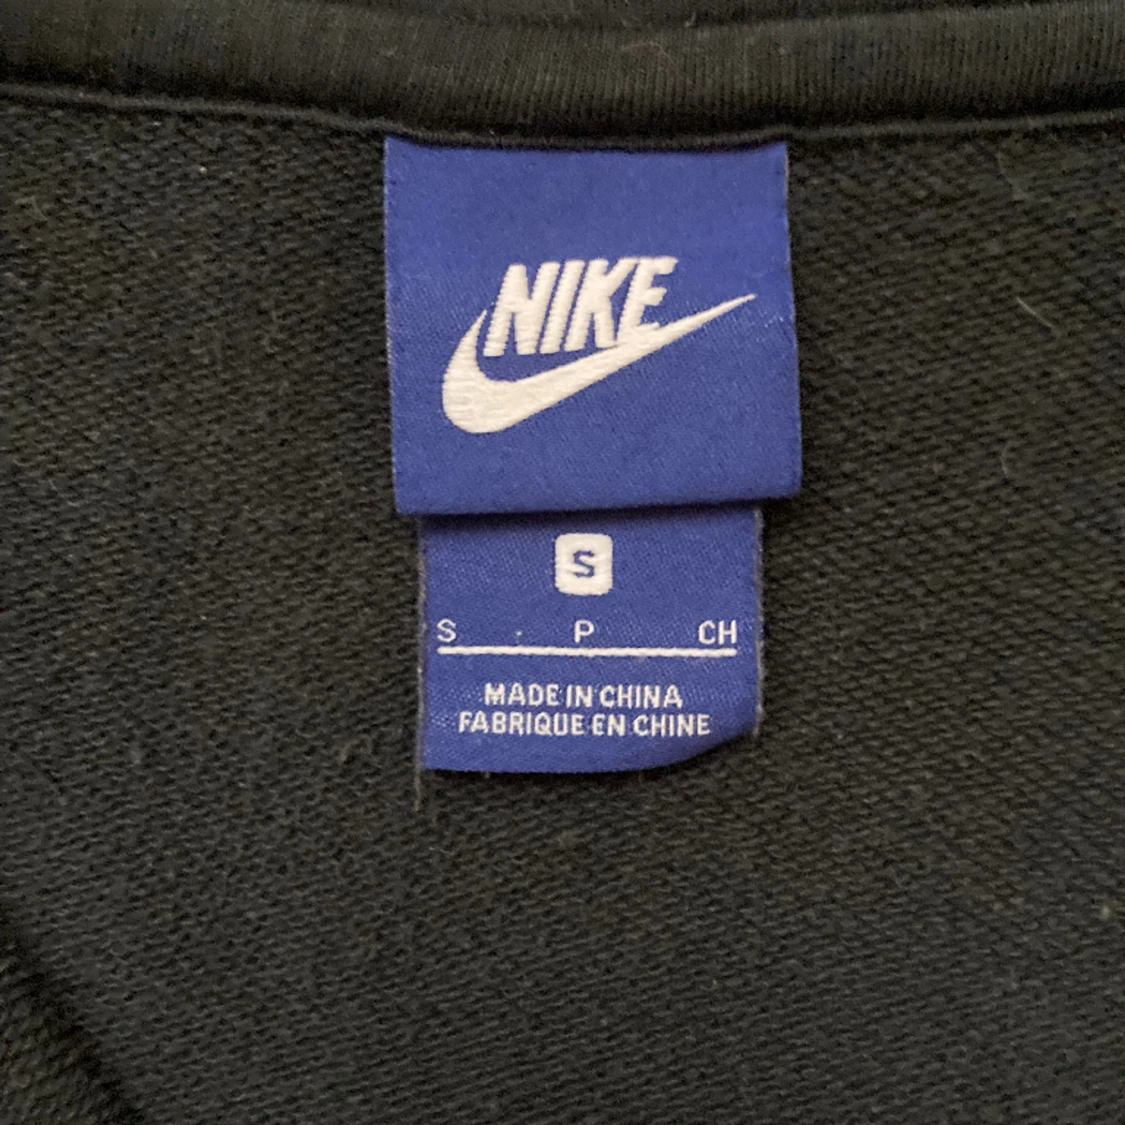 NIKE
S
S P CH
MADE IN CHINA
FABRIQUE EN CHINE